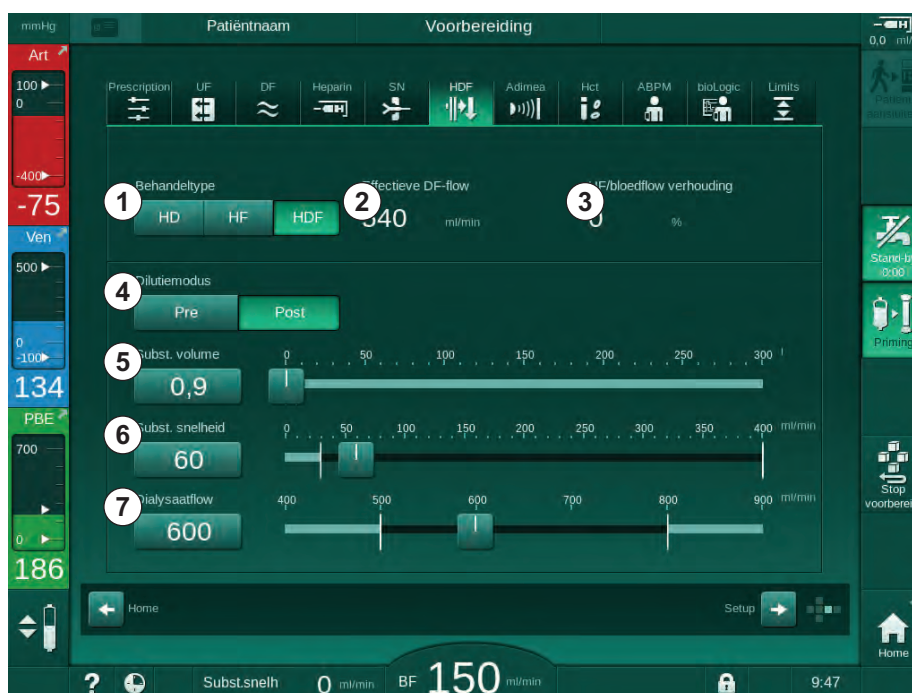 mmHg Patiëntnaam Voorbereiding
0,0 ml/
Art
100
0
-400
-75
Ven
500
0
-100
134
PBE
700
0
186
Prescription UF DF Heparin SN HDF Adimea Hct ABPM bioLogic Limits
1 Behandeltype
HD HF HDF
2 Effectieve DF-flow
540 ml/min
3 UF/bloedflow verhouding
0 %
4 Dilutiemodus
Pre Post
5 Subst. volume
0,9
0 50 100 150 200 250 300 l
6 Subst. snelheid
60
0 50 100 150 200 250 300 350 400 ml/min
7 Dialysaatflow
600
400 500 600 700 800 900 ml/min
Home Setup
Stand-by
0:00
Priming
Stop
voorberei
Home
? Subst.snelh 0 ml/min BF 150 ml/min 9:47